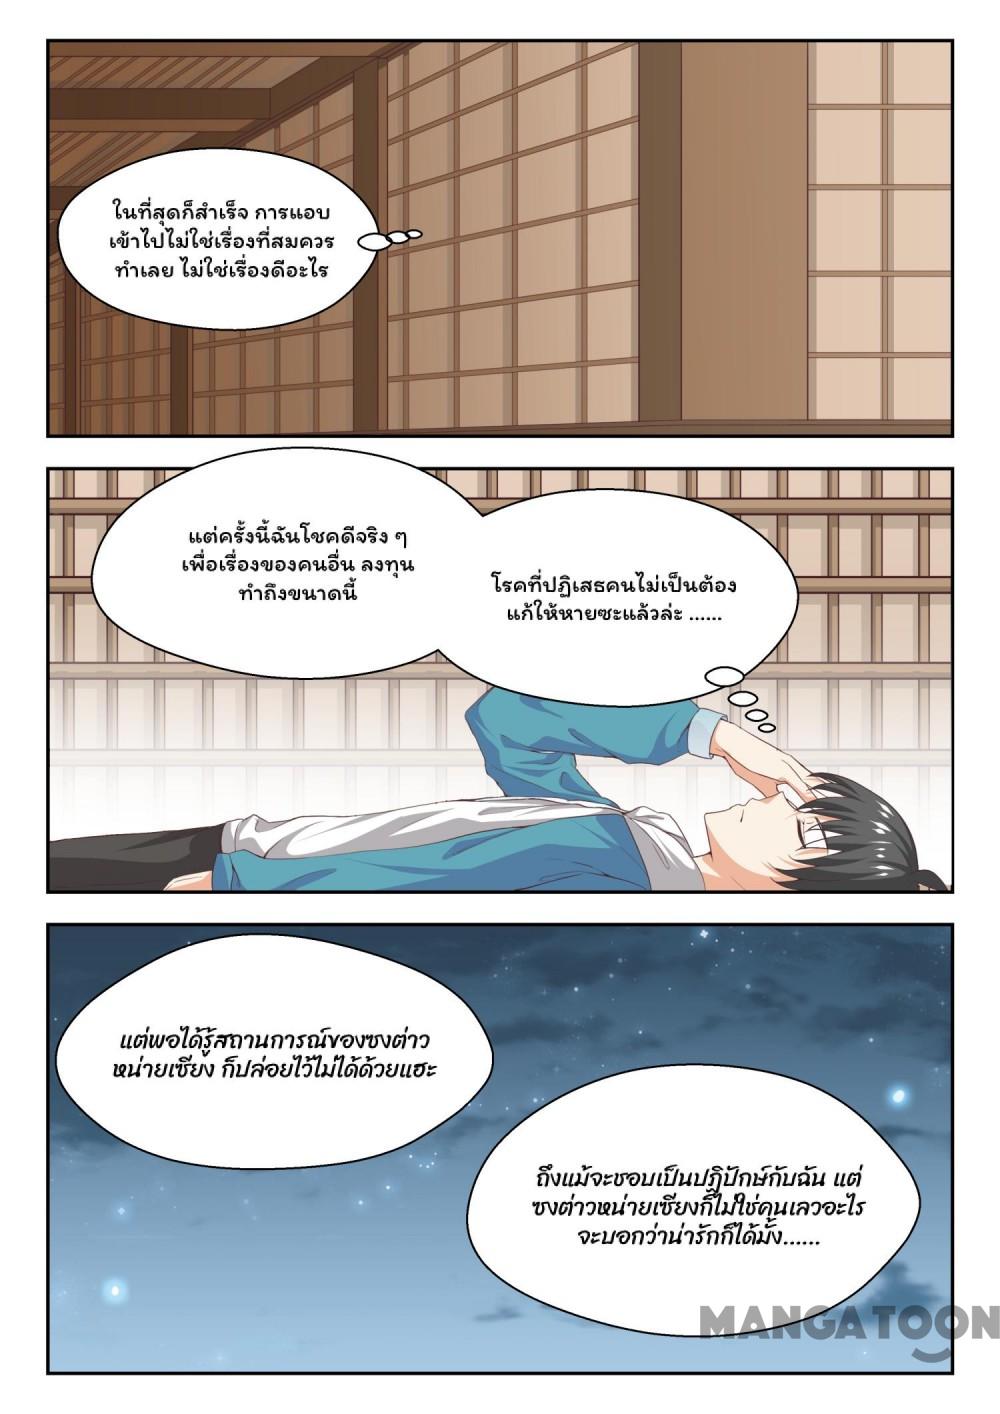 ในที่สุดก็สำเร็จ การแอบ
เข้าไปไม่ใช่เรื่องที่สมควร
ทำเลย ไม่ใช่เรื่องดีอะไร
แต่ครั้งนี้ฉันโชคดีจริง ๆ
เพื่อเรื่องของคนอื่น ลงทุน
ทำถึงขนาดนี้
โรคที่ปฏิเสธคนไม่เป็นต้อง
แก้ให้หายซะแล้วล่ะ ......
แต่พอได้รู้สถานการณ์ของซงต่าว
หน่ายเซียง ก็ปล่อยไว้ไม่ได้ด้วยแฮะ
ถึงแม้จะชอบเป็นปฏิปักษ์กับฉัน แต่
ซงต่าวหน่ายเซียงก็ไม่ใช่คนเลวอะไร
จะบอกว่าน่ารักก็ได้มั้ง......
MANGATOON